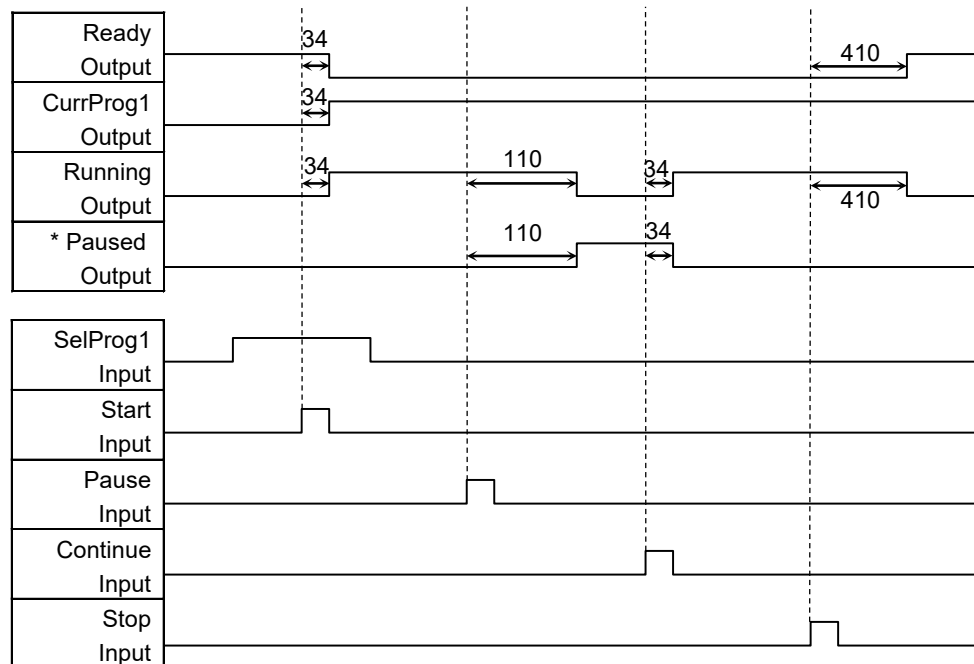 Ready
Output
34
410
CurrProg1
Output
34
Running
Output
34
110
34
410
* Paused
Output
110
34
SelProg1
Input
Start
Input
Pause
Input
Continue
Input
Stop
Input